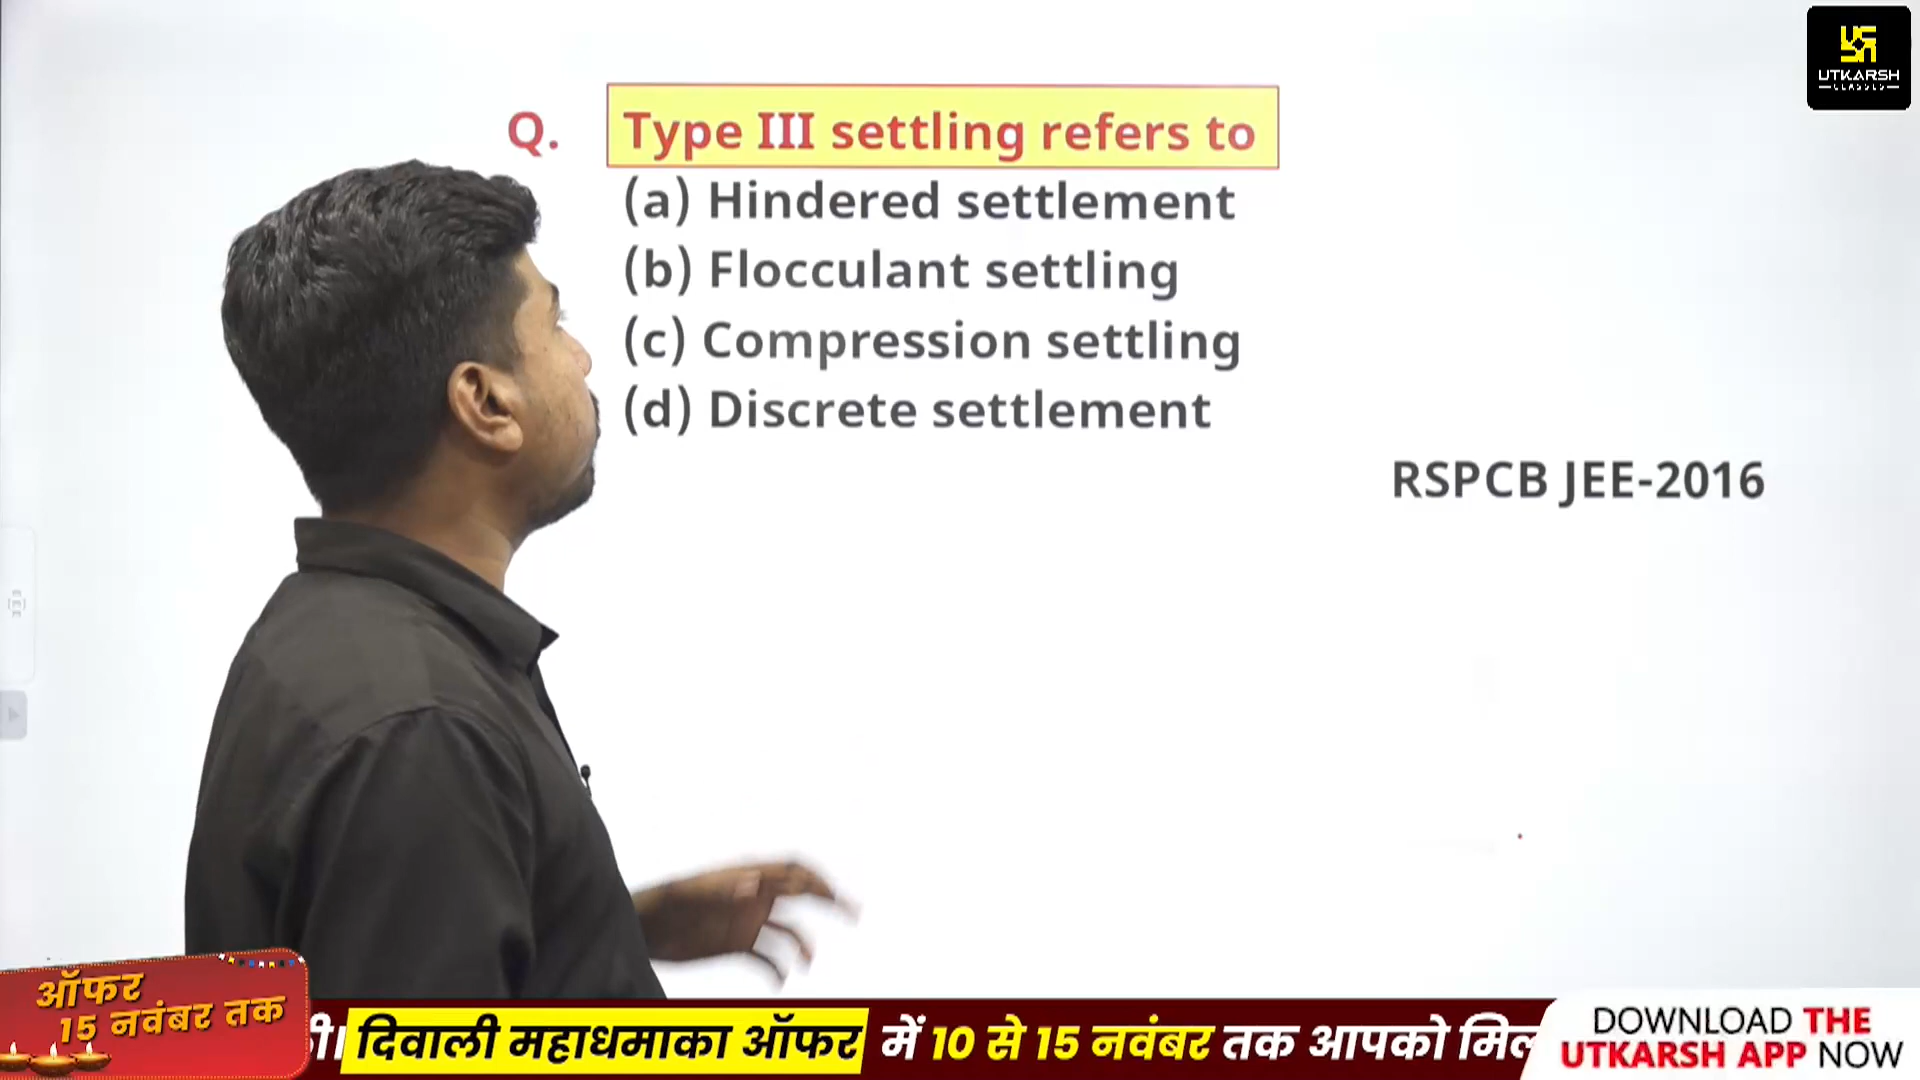 UTKARSH
CLASSES
Q. Type III settling refers to
(a) Hindered settlement
(b) Flocculant settling
(c) Compression settling
(d) Discrete settlement
RSPCB JEE-2016
ऑफर
15 नवंबर तक
दिवाली महाधमाका ऑफर में 10 से 15 नवंबर तक आपको
DOWNLOAD THE
UTKARSH APP NOW